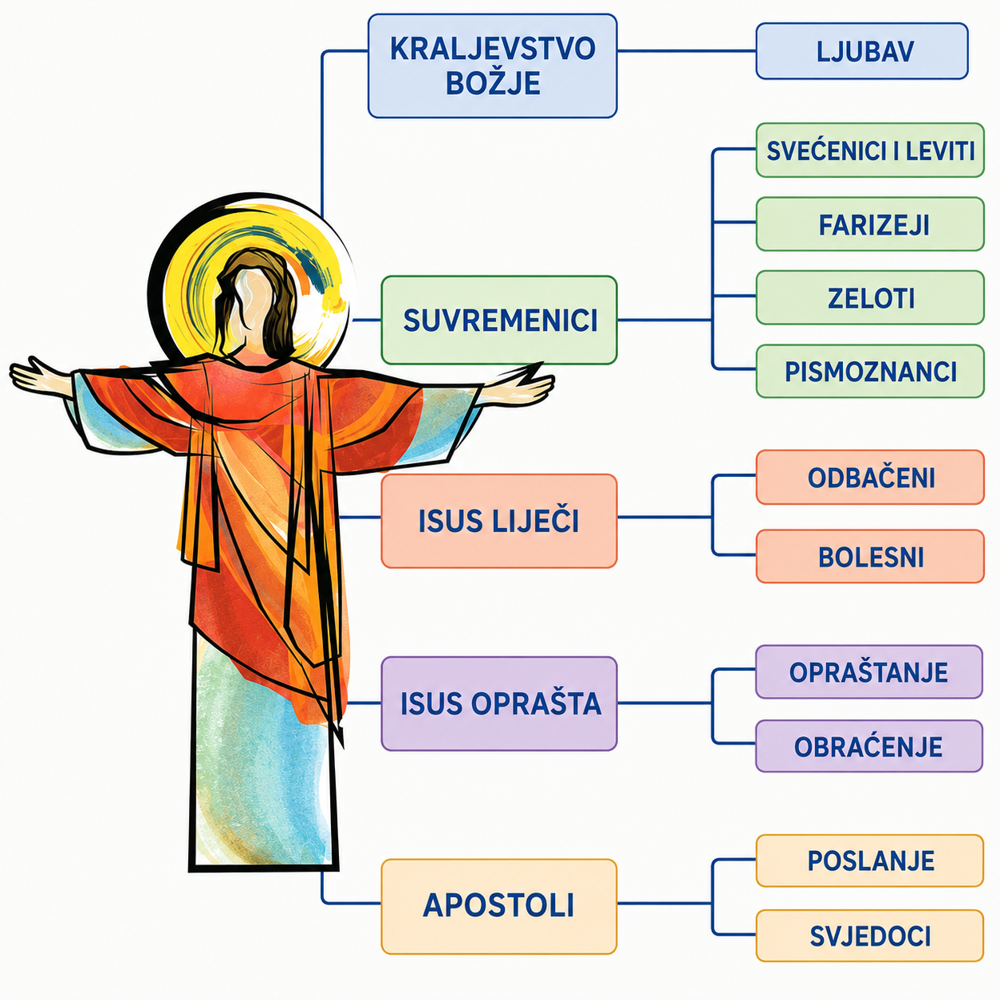 KRALJEVSTVO
BOŽJE
LJUBAV
SUVREMENICI
SVEĆENICI I LEVITI
FARIZEJI
ZELOTI
PISMOZNANCI
ISUS LIJEČI
ODBAČENI
BOLESNI
ISUS OPRAŠTA
OPRAŠTANJE
OBRAĆENJE
APOSTOLI
POSLANJE
SVJEDOCI